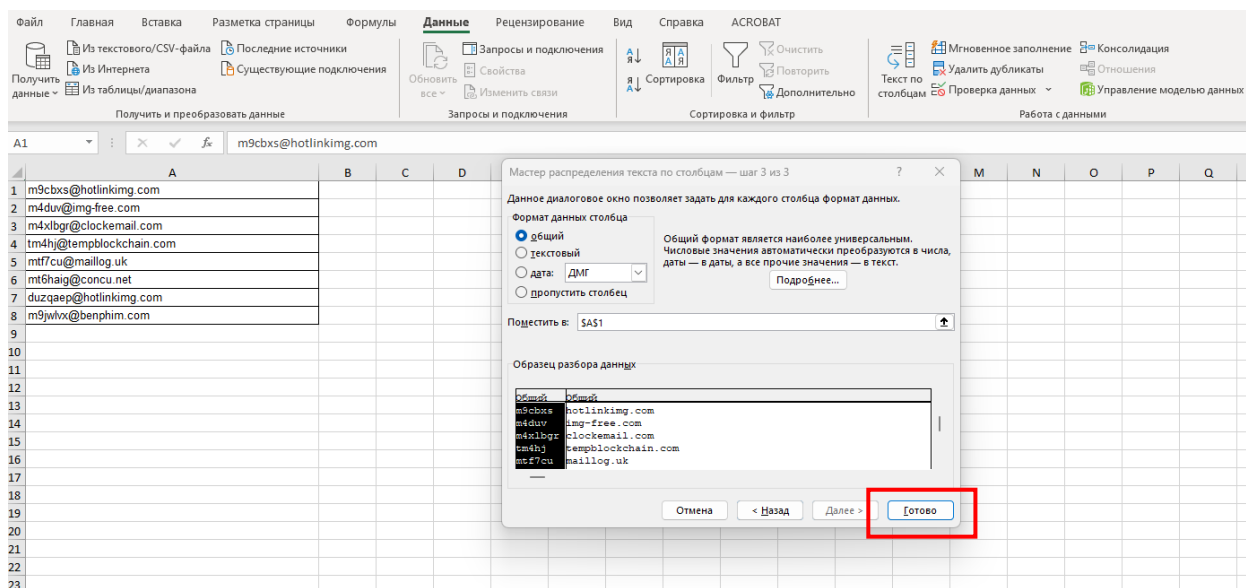 Файл Главная Вставка Разметка страницы Формулы Данные Рецензирование Вид Справка ACROBAT
Получить данные
Из текстового/CSV-файла
Из Интернета
Из таблицы/диапазона
Последние источники
Существующие подключения
Получить и преобразовать данные
Обновить все
Запросы и подключения
Свойства
Изменить связи
Запросы и подключения
Сортировка
Фильтр
Очистить
Повторить
Дополнительно
Сортировка и фильтр
Текст по столбцам
Мгновенное заполнение
Удалить дубликаты
Проверка данных
Консолидация
Отношения
Управление моделью данных
Работа с данными
A1 fx m9cbxs@hotlinkimg.com
A B C D M N O P Q
1 m9cbxs@hotlinkimg.com
2 m4duv@img-free.com
3 m4xlbgr@clockemail.com
4 tm4hj@tempblockchain.com
5 mtf7cu@maillog.uk
6 mt6haig@concu.net
7 duzqaep@hotlinkimg.com
8 m9jwlvx@benphim.com
9
10
11
12
13
14
15
16
17
18
19
20
21
22
23
Мастер распределения текста по столбцам — шаг 3 из 3 ?
Данное диалоговое окно позволяет задать для каждого столбца формат данных.
Формат данных столбца
общий
текстовый
дата: ДМГ
пропустить столбец
Общий формат является наиболее универсальным.
Числовые значения автоматически преобразуются в числа,
даты — в даты, а все прочие значения — в текст.
Подробнее...
Поместить в: $A$1
Образец разбора данных
Общий Общий
m9cbxs hotlinkimg.com
m4duv img-free.com
m4xlbgr clockemail.com
tm4hj tempblockchain.com
mtf7cu maillog.uk
Отмена < Назад Далее > Готово